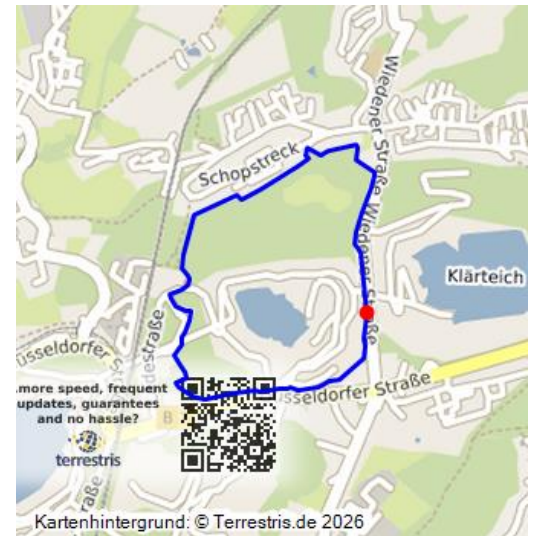 Wiedener Straße
Schopstreck
Wiedener Straße
Klärteich
üsseldorfer S
destraße
.more speed, frequent
updates, guarantees
and no hassle?
B
üsseldorfer Straße
terrestris
raße
Kartenhintergrund: © Terrestris.de 2026